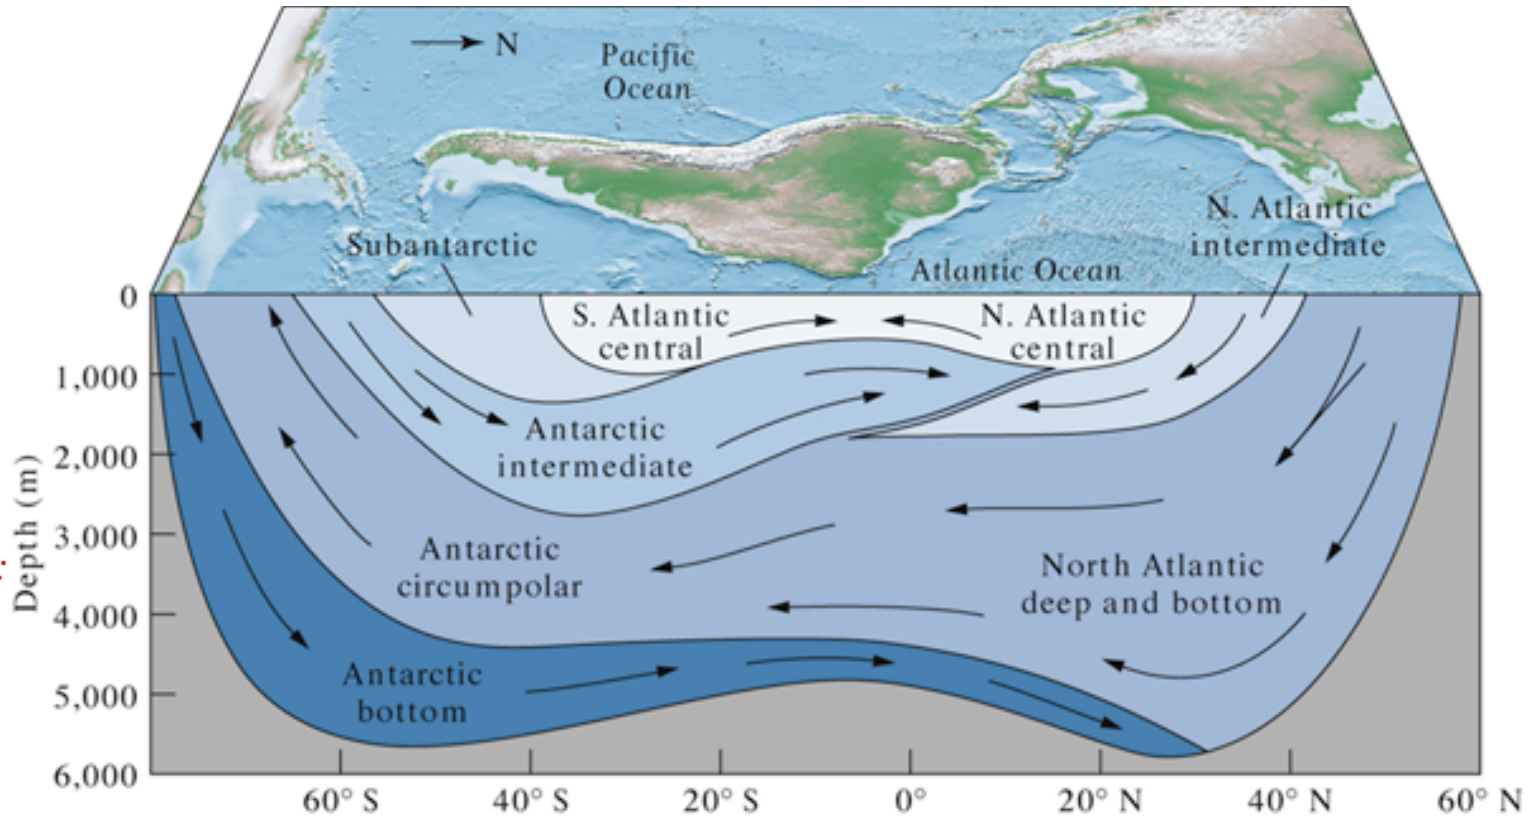 N
Pacific
Ocean
N. Atlantic
intermediate
Subantarctic
Atlantic Ocean
0
S. Atlantic
central
N. Atlantic
central
1,000
Antarctic
intermediate
2,000
Depth (m)
3,000
Antarctic
circumpolar
North Atlantic
deep and bottom
4,000
Antarctic
bottom
5,000
6,000
60° S
40° S
20° S
0°
20° N
40° N
60° N